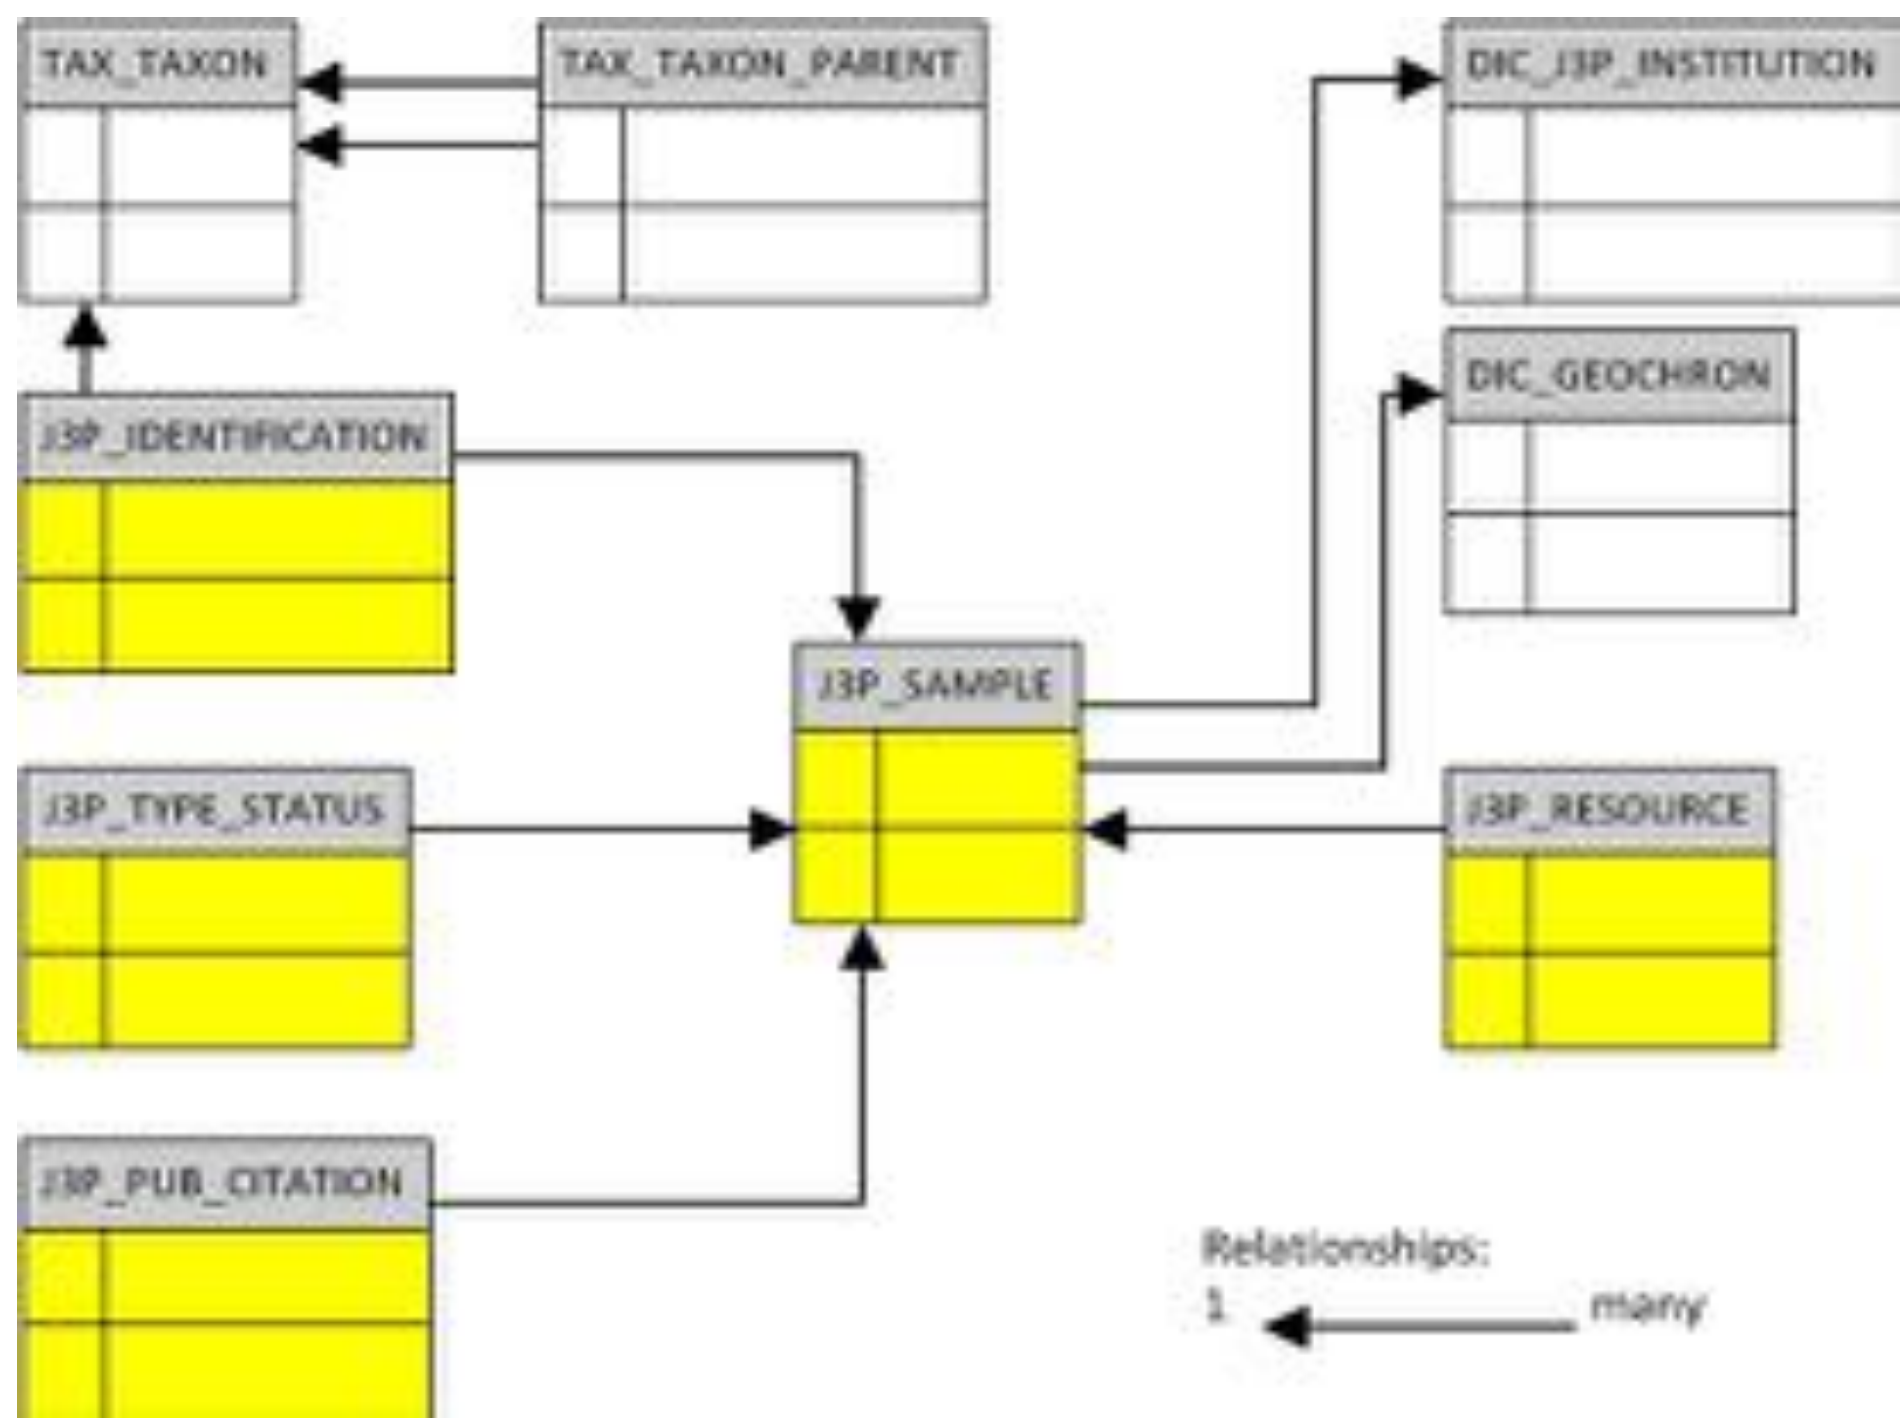 TAX_TAXON
TAX_TAXON_PARENT
DIC_J3P_INSTITUTION
DIC_GEOCHRON
J3P_IDENTIFICATION
J3P_SAMPLE
J3P_TYPE_STATUS
J3P_RESOURCE
J3P_PUB_CITATION
Relationships:
1 many